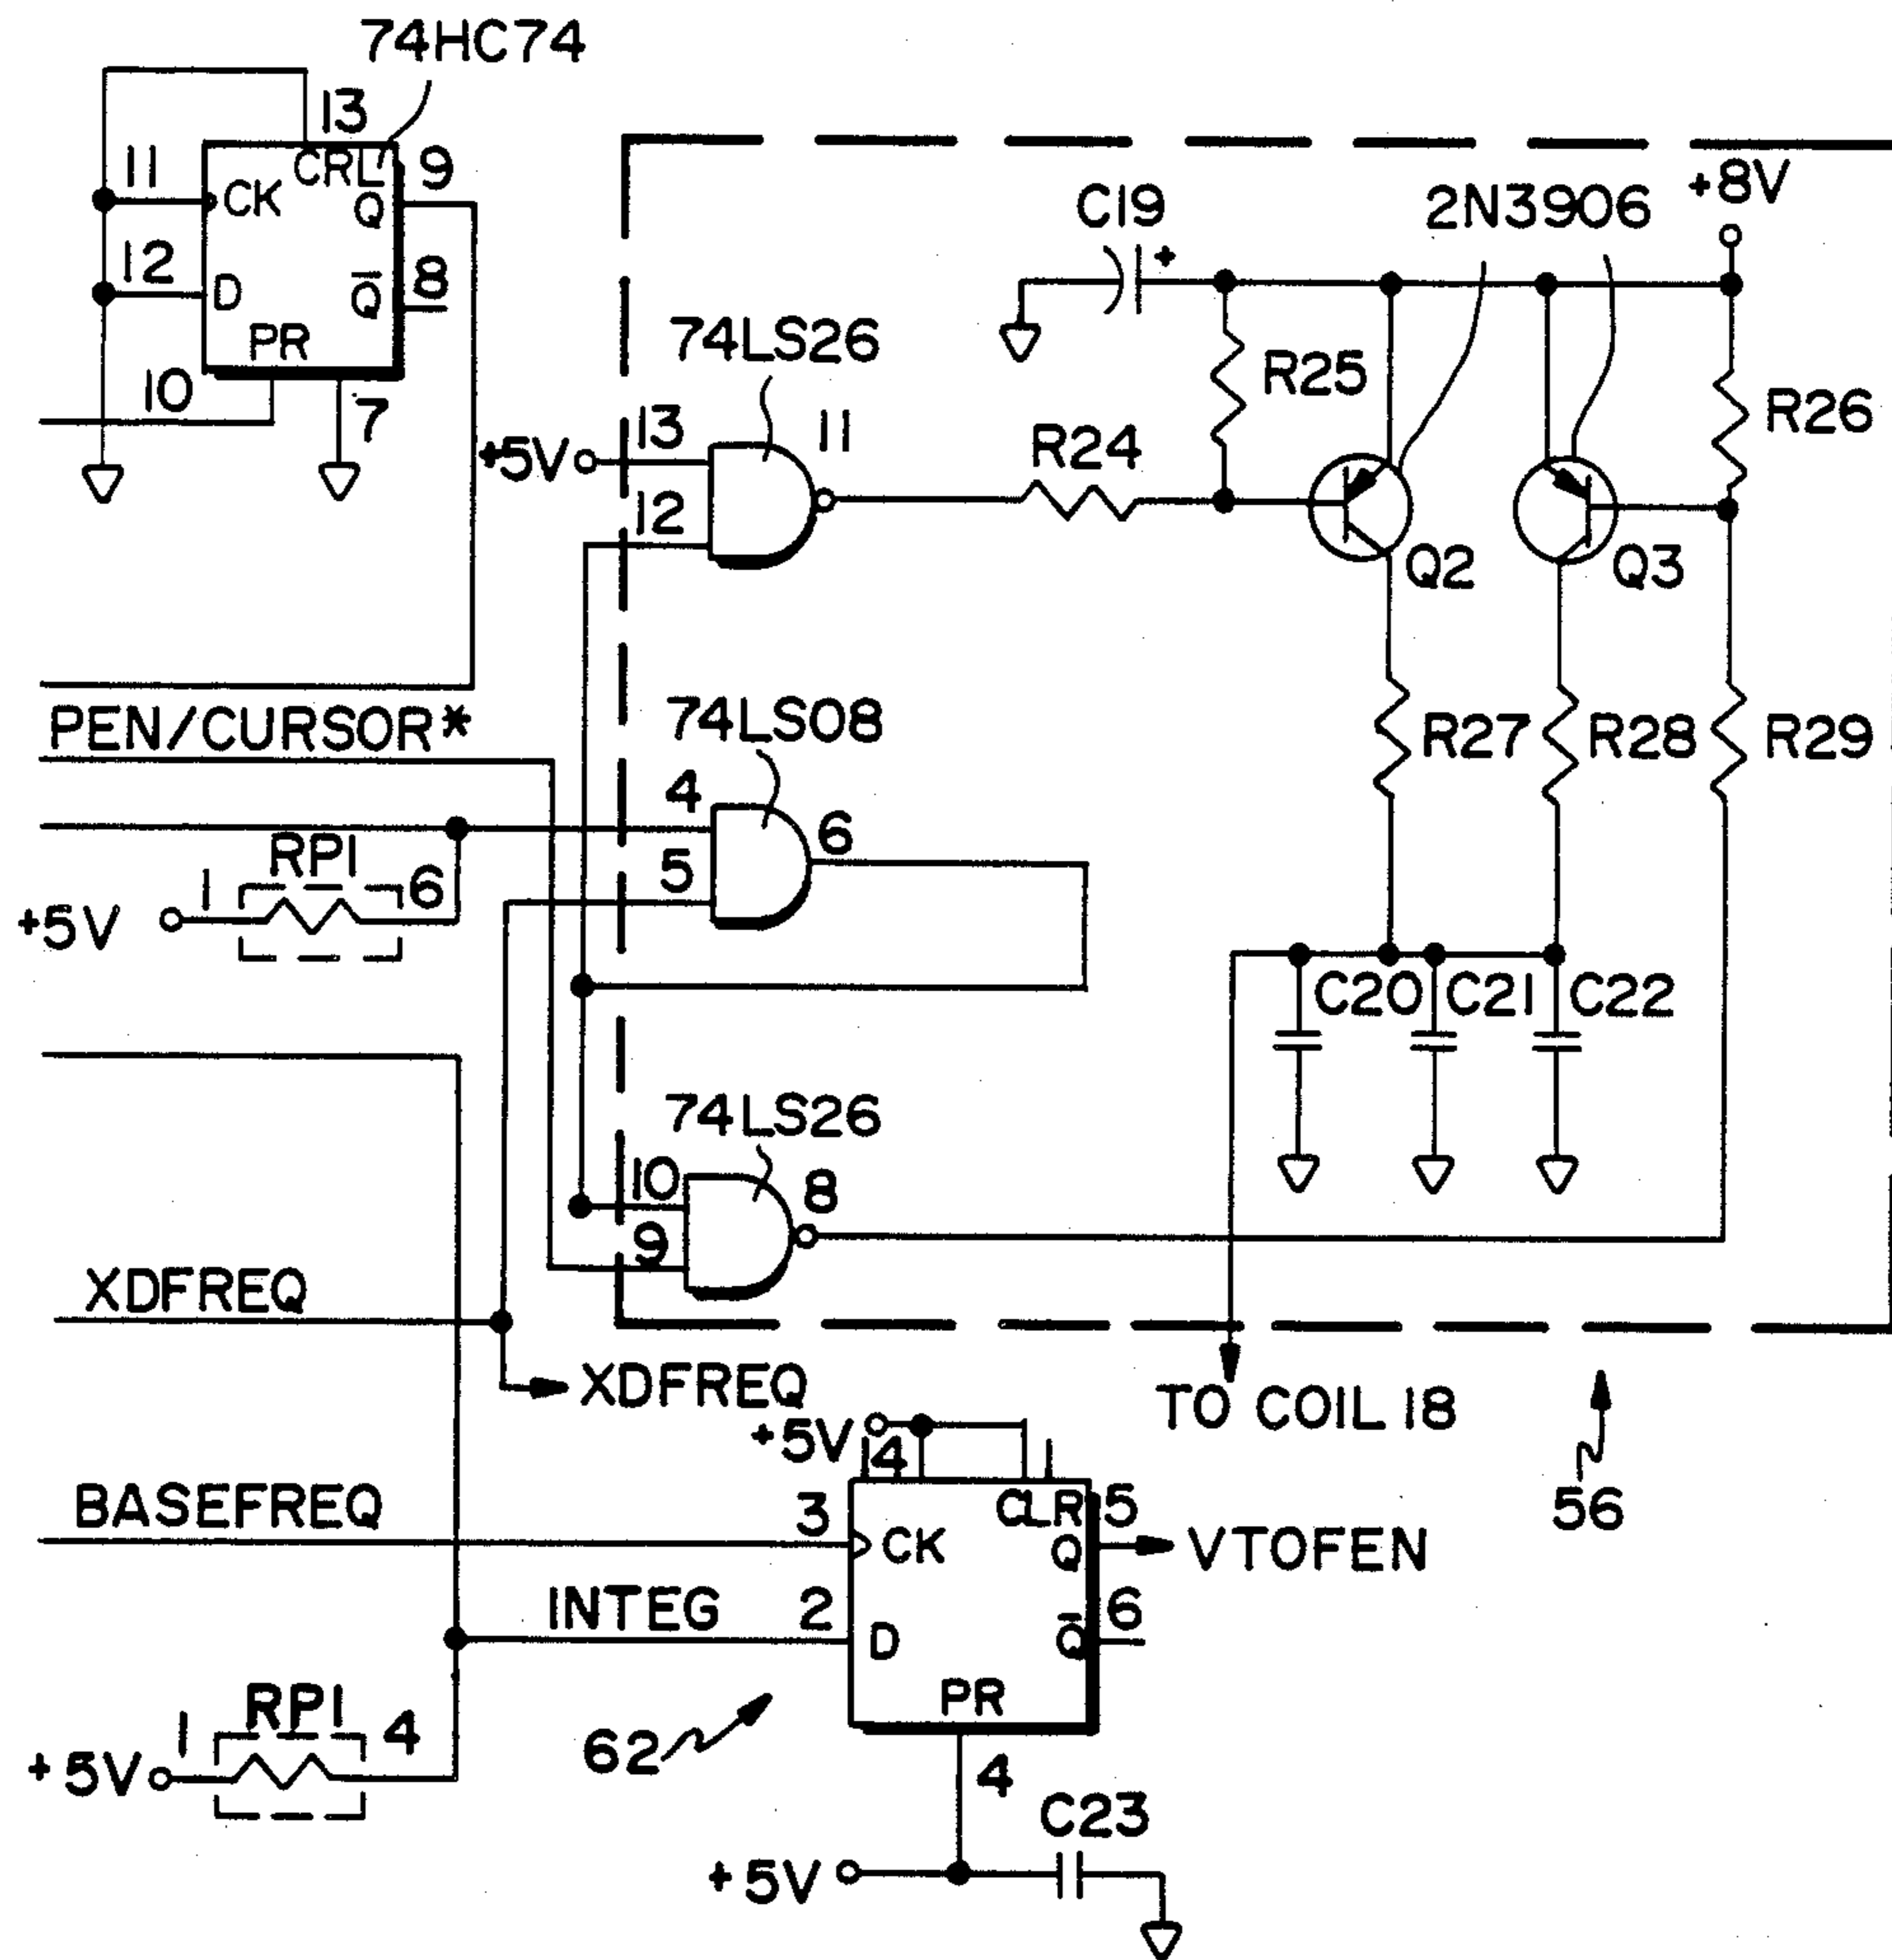 74HC74
13
11
CRL
9
CK
Q
12
8
D
Q̅
PR
10
7
C19
+
2N3906
+8V
74LS26
R25
R26
13
11
+5V
R24
12
Q2
Q3
PEN/CURSOR*
74LS08
R27
R28
R29
4
6
RP1
5
1
6
+5V
C20
C21
C22
74LS26
10
8
9
XDFREQ
XDFREQ
TO COIL 18
+5V
14
1
56
BASEFREQ
3
CLR
5
CK
Q
VTOFEN
INTEG
2
6
D
Q̅
PR
RP1
1
4
62
+5V
4
C23
+5V